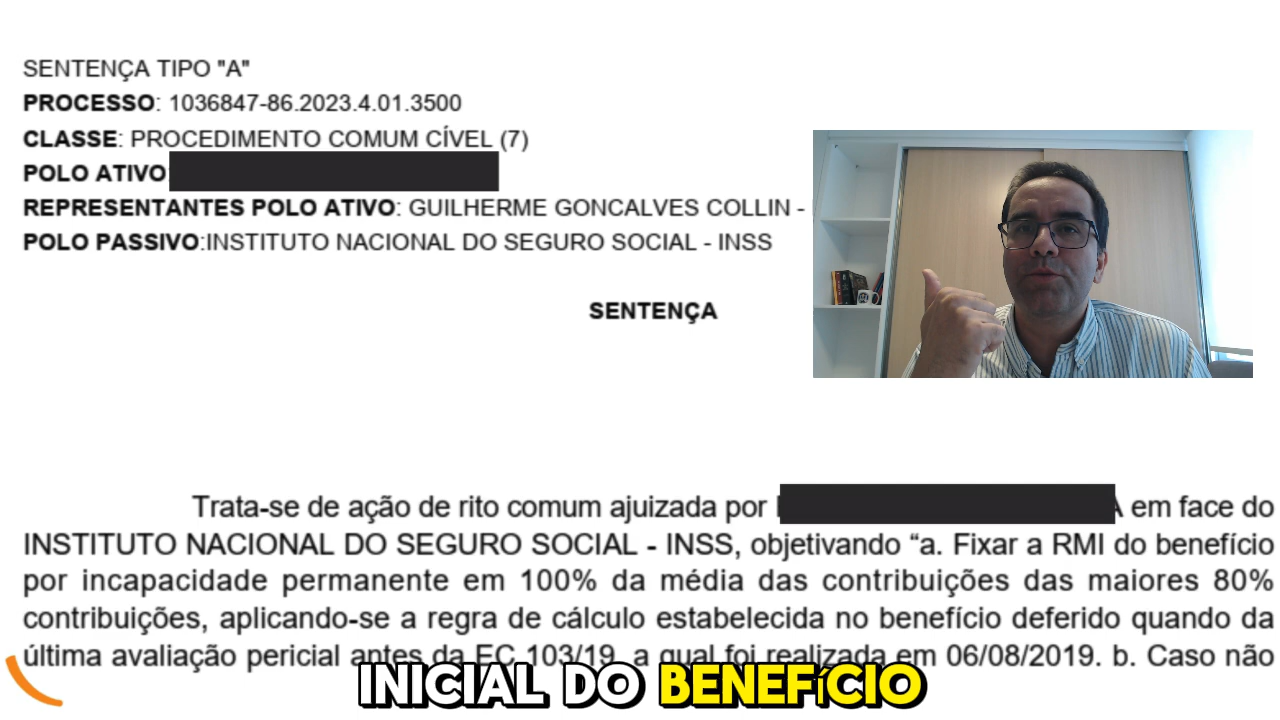 SENTENÇA TIPO "A"
PROCESSO: 1036847-86.2023.4.01.3500
CLASSE: PROCEDIMENTO COMUM CÍVEL (7)
POLO ATIVO
REPRESENTANTES POLO ATIVO: GUILHERME GONCALVES COLLIN -
POLO PASSIVO:INSTITUTO NACIONAL DO SEGURO SOCIAL - INSS
SENTENÇA
Trata-se de ação de rito comum ajuizada por em face do
INSTITUTO NACIONAL DO SEGURO SOCIAL - INSS, objetivando “a. Fixar a RMI do benefício
por incapacidade permanente em 100% da média das contribuições das maiores 80%
contribuições, aplicando-se a regra de cálculo estabelecida no benefício deferido quando da
última avaliação pericial antes da EC 103/19, a qual foi realizada em 06/08/2019. b. Caso não
INICIAL DO BENEFíCIO